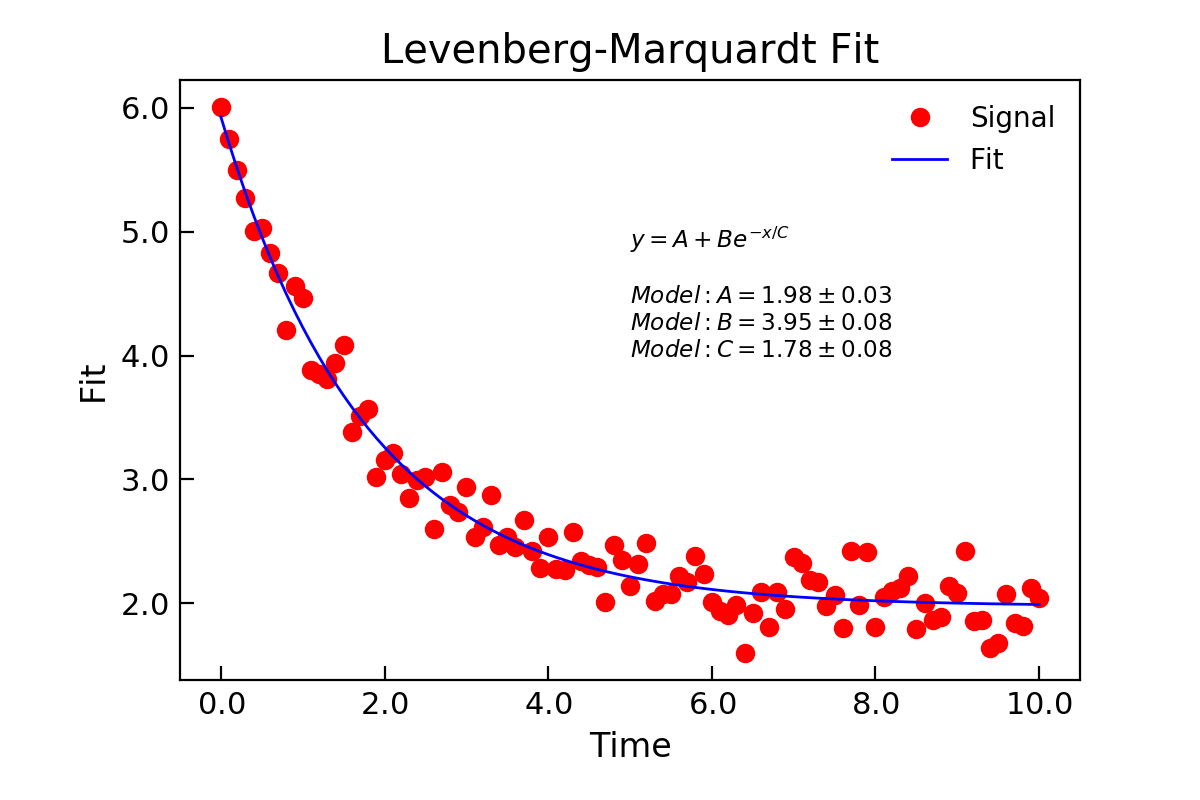 Levenberg-Marquardt Fit
6.0
5.0
4.0
3.0
2.0
Fit
Signal
Fit
y = A + Be^{-x/C}
Model : A = 1.98 ± 0.03
Model : B = 3.95 ± 0.08
Model : C = 1.78 ± 0.08
0.0 2.0 4.0 6.0 8.0 10.0
Time